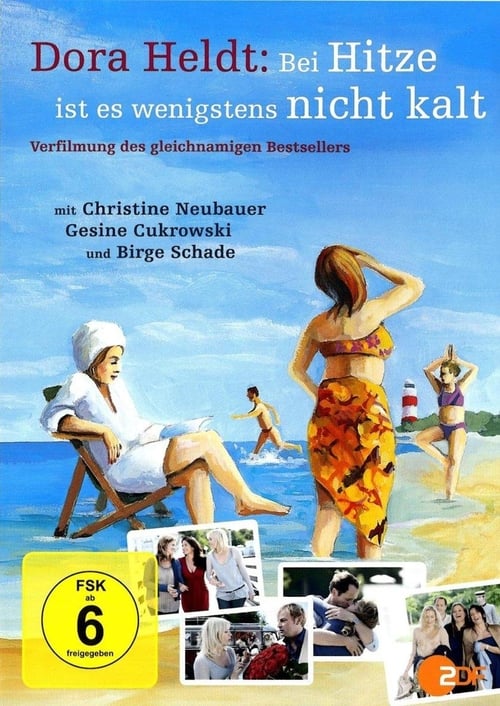 Dora Heldt: Bei Hitze
ist es wenigstens nicht kalt
Verfilmung des gleichnamigen Bestsellers
mit Christine Neubauer
Gesine Cukrowski
und Birge Schade
FSK
ab
6
freigegeben
ZDF